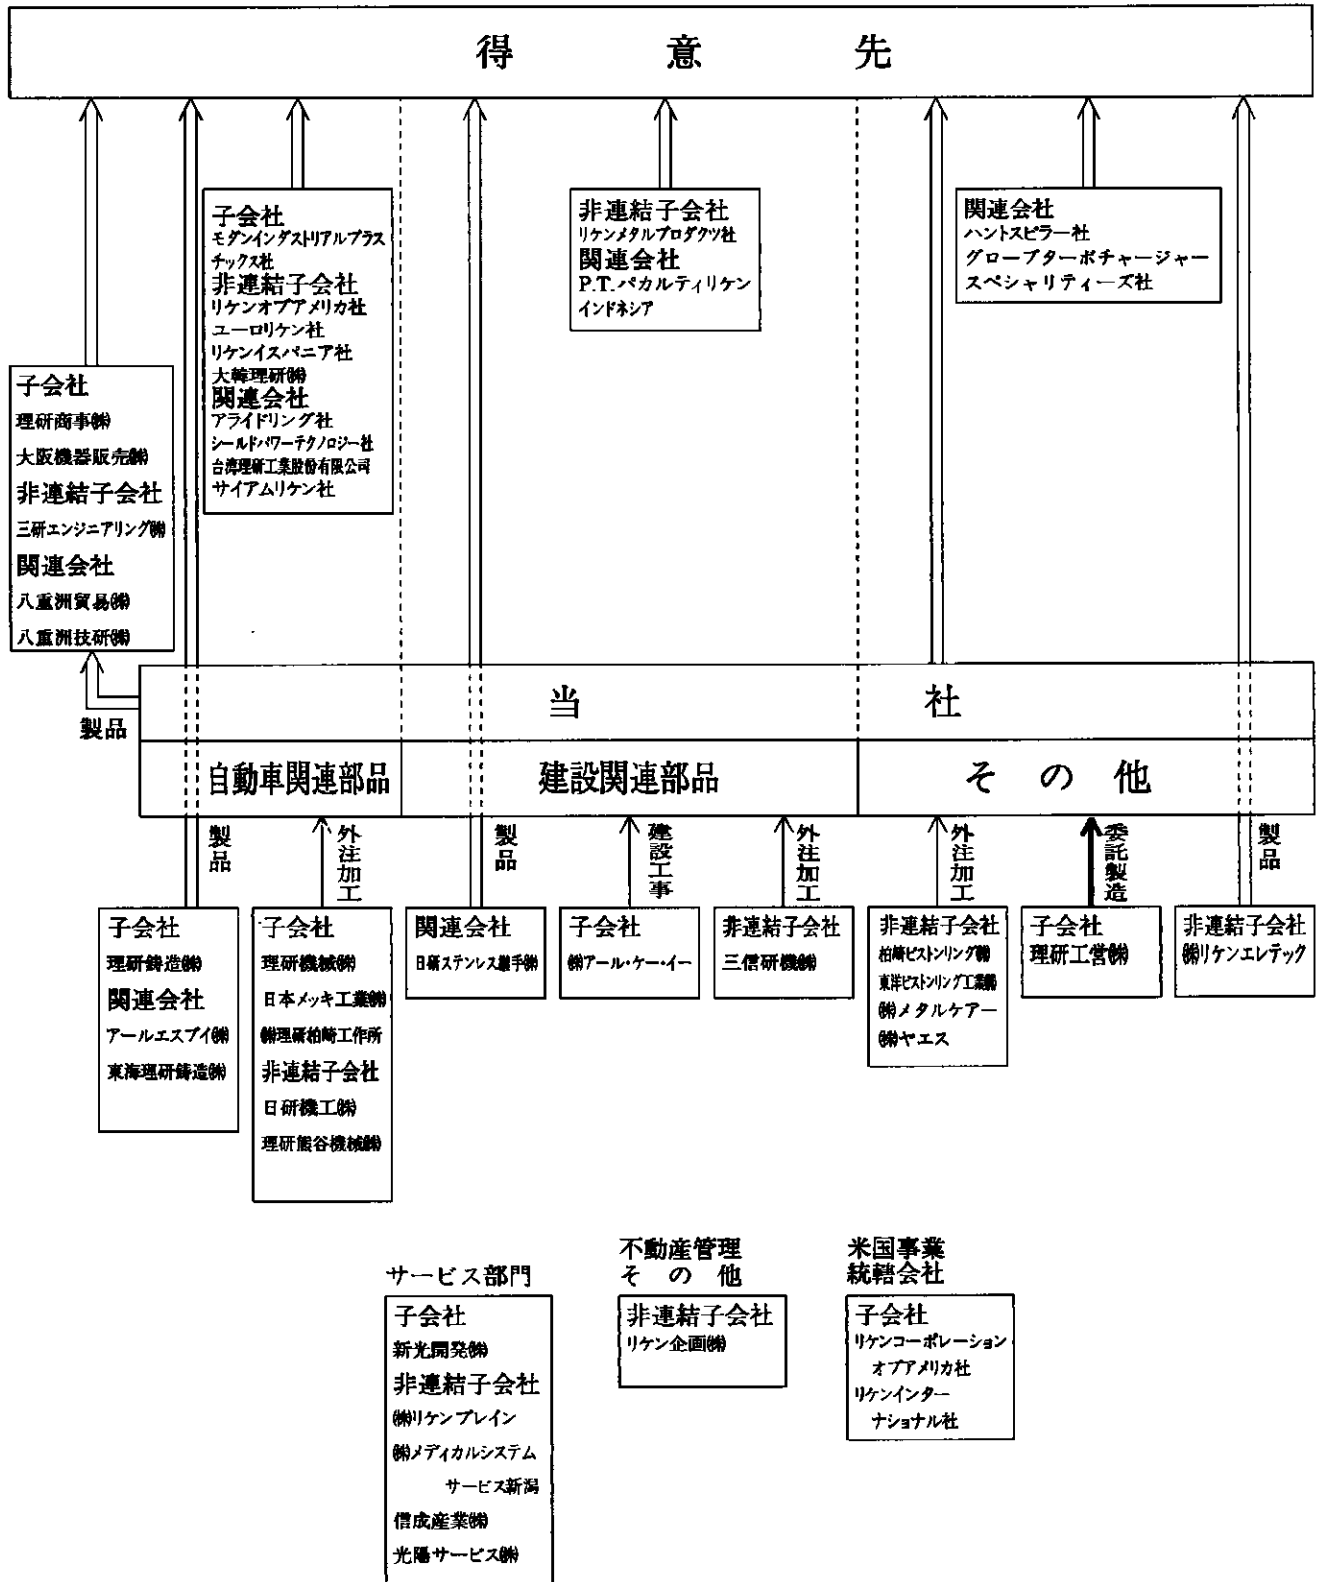 得意先
子会社
モダンインダストリアルプラス
チックス社
非連結子会社
リケンオブアメリカ社
ユーロリケン社
リケンイスパニア社
大韓理研㈱
関連会社
アライドリング社
シールドパワーテクノロジー社
台湾理研工業股份有限公司
サイアムリケン社
非連結子会社
リケンメタルプロダクツ社
関連会社
P.T.パカルティリケン
インドネシア
関連会社
ハントスピラー社
グローブターボチャージャー
スペシャリティーズ社
子会社
理研商事㈱
大阪機器販売㈱
非連結子会社
三研エンジニアリング㈱
関連会社
八重洲貿易㈱
八重洲技研㈱
製品
当社
自動車関連部品
建設関連部品
その他
製品
外注加工
製品
建設工事
外注加工
外注加工
委託製造
製品
子会社
理研鋳造㈱
関連会社
アールエスブイ㈱
東海理研鋳造㈱
子会社
理研機械㈱
日本メッキ工業㈱
㈱理研柏崎工作所
非連結子会社
日研機工㈱
理研熊谷機械㈱
関連会社
日研ステンレス継手㈱
子会社
㈱アール・ケー・イー
非連結子会社
三信研機㈱
非連結子会社
柏崎ピストンリング㈱
東洋ピストンリング工業㈱
㈱メタルケアー
㈱ヤエス
子会社
理研工営㈱
非連結子会社
㈱リケンエレテック
サービス部門
子会社
新光開発㈱
非連結子会社
㈱リケンブレイン
㈱メディカルシステム
サービス新潟
信成産業㈱
光陽サービス㈱
不動産管理
その他
非連結子会社
リケン企画㈱
米国事業
統轄会社
子会社
リケンコーポレーション
オブアメリカ社
リケンインター
ナショナル社